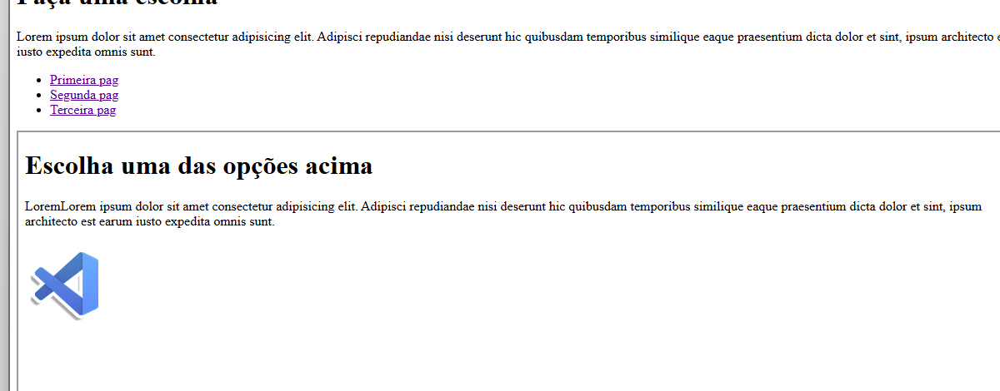 Faça uma escolha
Lorem ipsum dolor sit amet consectetur adipisicing elit. Adipisci repudiandae nisi deserunt hic quibusdam temporibus similique eaque praesentium dicta dolor et sint, ipsum architecto
iusto expedita omnis sunt.
Primeira pag
Segunda pag
Terceira pag
Escolha uma das opções acima
LoremLorem ipsum dolor sit amet consectetur adipisicing elit. Adipisci repudiandae nisi deserunt hic quibusdam temporibus similique eaque praesentium dicta dolor et sint, ipsum
architecto est earum iusto expedita omnis sunt.